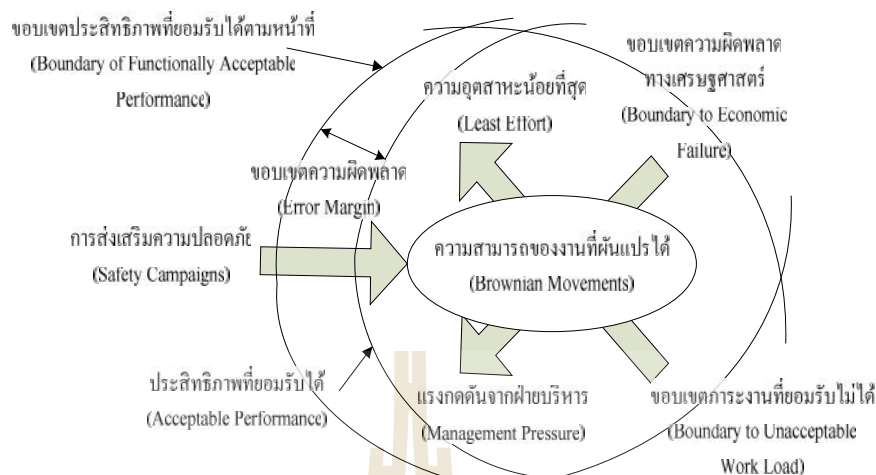 ขอบเขตประสิทธิภาพที่ยอมรับได้ตามหน้าที่
(Boundary of Functionally Acceptable
Performance)
ขอบเขตความผิดพลาด
ทางเศรษฐศาสตร์
(Boundary to Economic
Failure)
ความอุตสาหะน้อยที่สุด
(Least Effort)
ขอบเขตความผิดพลาด
(Error Margin)
การส่งเสริมความปลอดภัย
(Safety Campaigns)
ความสามารถของงานที่ผันแปรได้
(Brownian Movements)
ประสิทธิภาพที่ยอมรับได้
(Acceptable Performance)
แรงกดดันจากฝ่ายบริหาร
(Management Pressure)
ขอบเขตภาระงานที่ยอมรับไม่ได้
(Boundary to Unacceptable
Work Load)